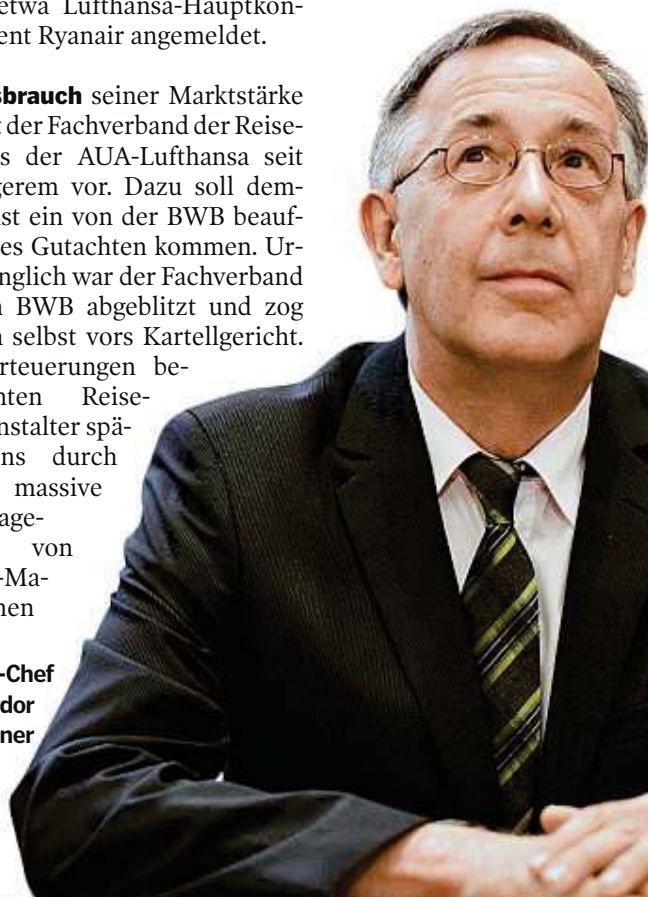 etwa Lufthansa-Hauptkon-
ent Ryanair angemeldet.
sbrauch seiner Marktstärke
t der Fachverband der Reise-
s der AUA-Lufthansa seit
gerem vor. Dazu soll dem-
st ein von der BWB beauf-
es Gutachten kommen. Ur-
nglich war der Fachverband
BWB abgeblitzt und zog
selbst vors Kartellgericht.
rteuerungen be-
nten Reise-
nstalter spä-
ns durch
massive
age-
von
-Ma-
nen
-Chef
dor
ner